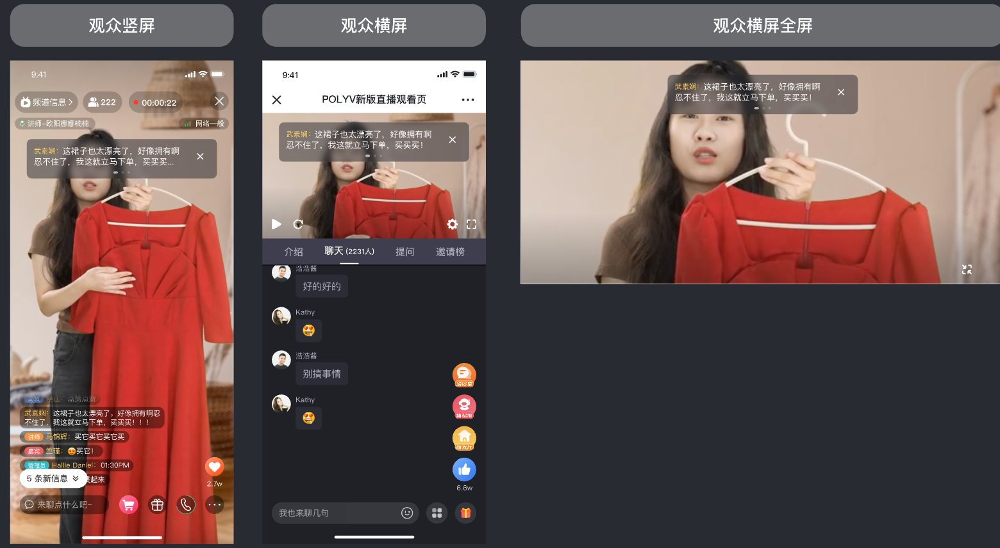 观众竖屏
观众横屏
观众横屏全屏
9:41
频道信息
222
00:00:22
讲师-欧阳娜娜楠楠
网络一般
武素娴：这裙子也太漂亮了，好像拥有啊
忍不住了，我这就立马下单，买买买...
助教 蔡江：点赞点赞
武素娴：这裙子也太漂亮了，好像拥有啊忍
不住了，我这就立马下单，买买买！！！
讲师 马锦辉：买它买它买它买
嘉宾 竺瑾：😍买它！
管理员 Hallie Daniel：01:30PM
5 条新信息
起来
2.7w
来聊点什么吧~
9:41
POLYV新版直播观看页
武素娴：这裙子也太漂亮了，好像拥有啊
忍不住了，我这就立马下单，买买买！
介绍
聊天 (2231人)
提问
邀请榜
浩浩酱
好的好的
Kathy
😍
浩浩酱
别搞事情
Kathy
😍
6.6w
我也来聊几句
武素娴：这裙子也太漂亮了，好像拥有啊
忍不住了，我这就立马下单，买买买！